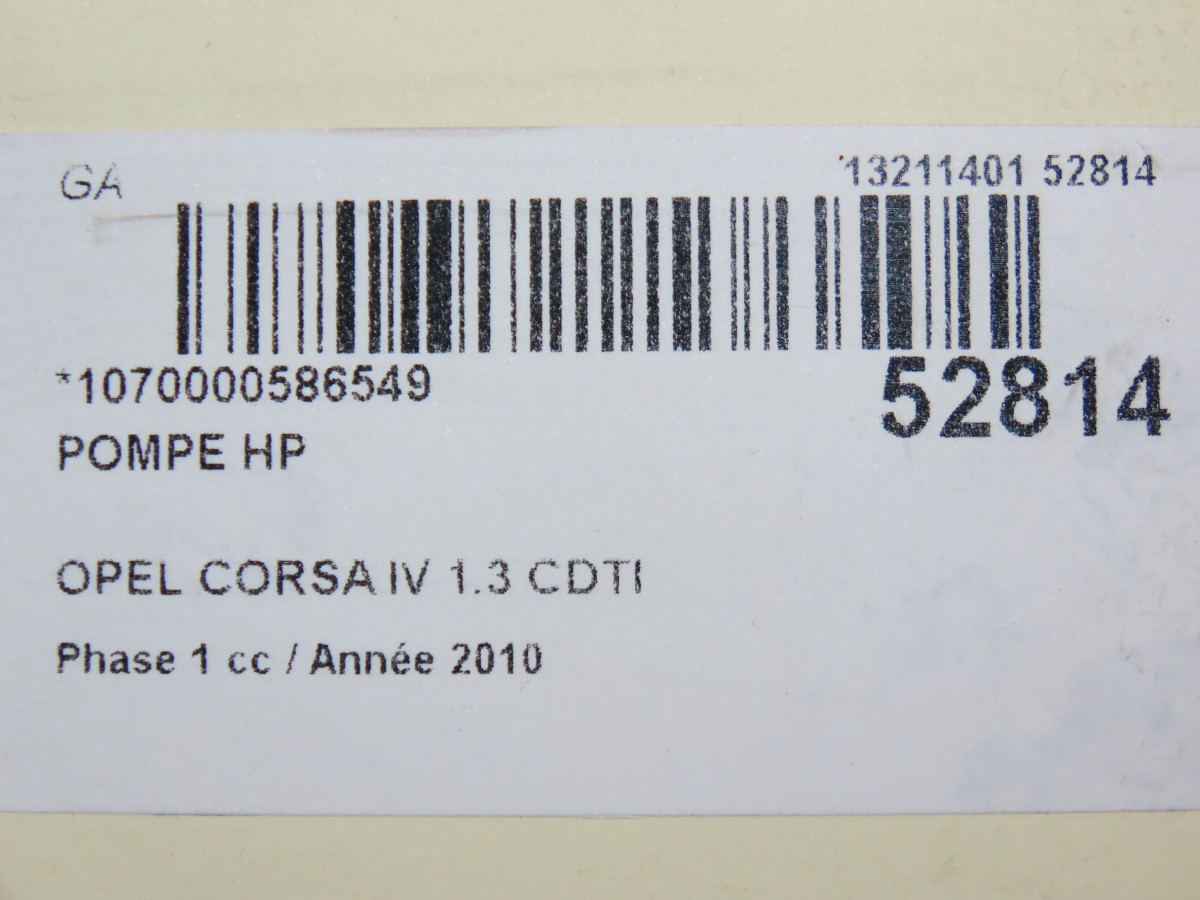 GA
13211401 52814
*1070000586549
52814
POMPE HP
OPEL CORSA IV 1.3 CDTI
Phase 1 cc / Année 2010